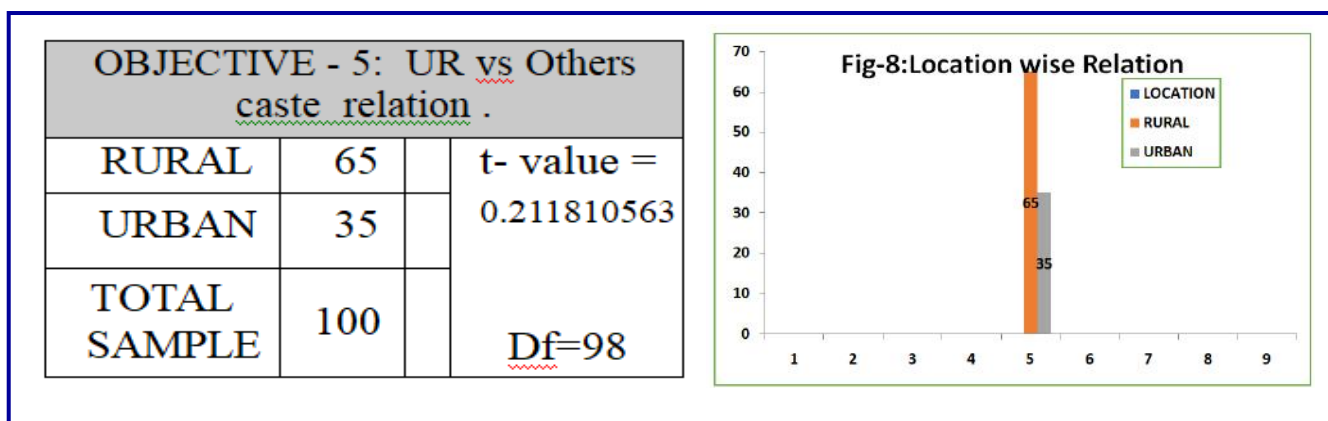 OBJECTIVE - 5: UR vs Others
caste relation .
RURAL 65 t- value =
0.211810563
URBAN 35
TOTAL
SAMPLE 100
Df=98
Fig-8:Location wise Relation
70
60
50
40
30
20
10
0
LOCATION
RURAL
URBAN
65
35
1 2 3 4 5 6 7 8 9